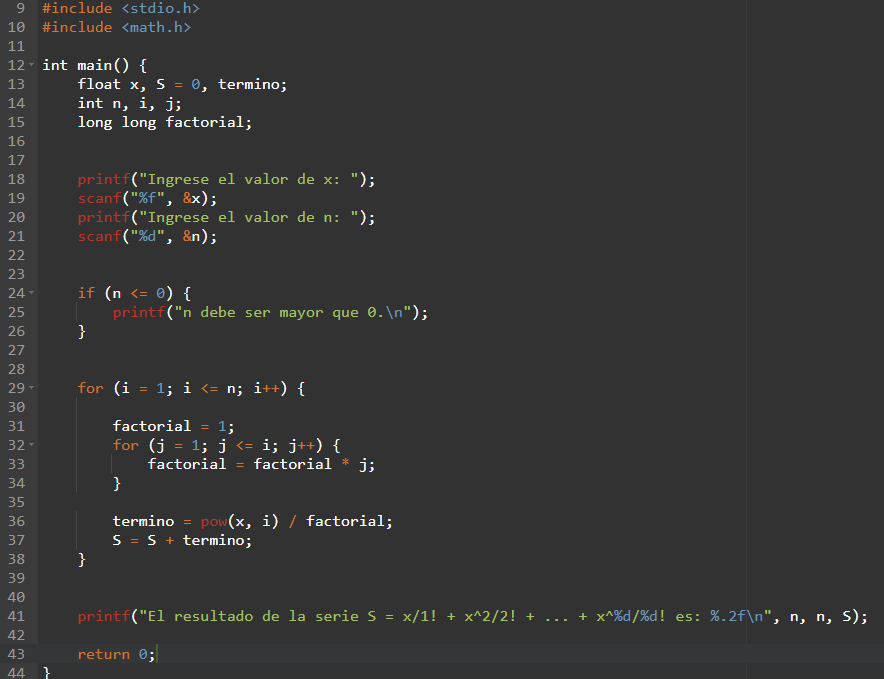 9 #include <stdio.h>
10 #include <math.h>
11
12 int main() {
13     float x, S = 0, termino;
14     int n, i, j;
15     long long factorial;
16
17
18     printf("Ingrese el valor de x: ");
19     scanf("%f", &x);
20     printf("Ingrese el valor de n: ");
21     scanf("%d", &n);
22
23
24     if (n <= 0) {
25         printf("n debe ser mayor que 0.\n");
26     }
27
28
29     for (i = 1; i <= n; i++) {
30
31         factorial = 1;
32         for (j = 1; j <= i; j++) {
33             factorial = factorial * j;
34         }
35
36         termino = pow(x, i) / factorial;
37         S = S + termino;
38     }
39
40
41     printf("El resultado de la serie S = x/1! + x^2/2! + ... + x^%d/%d! es: %.2f\n", n, n, S);
42
43     return 0;
44 }